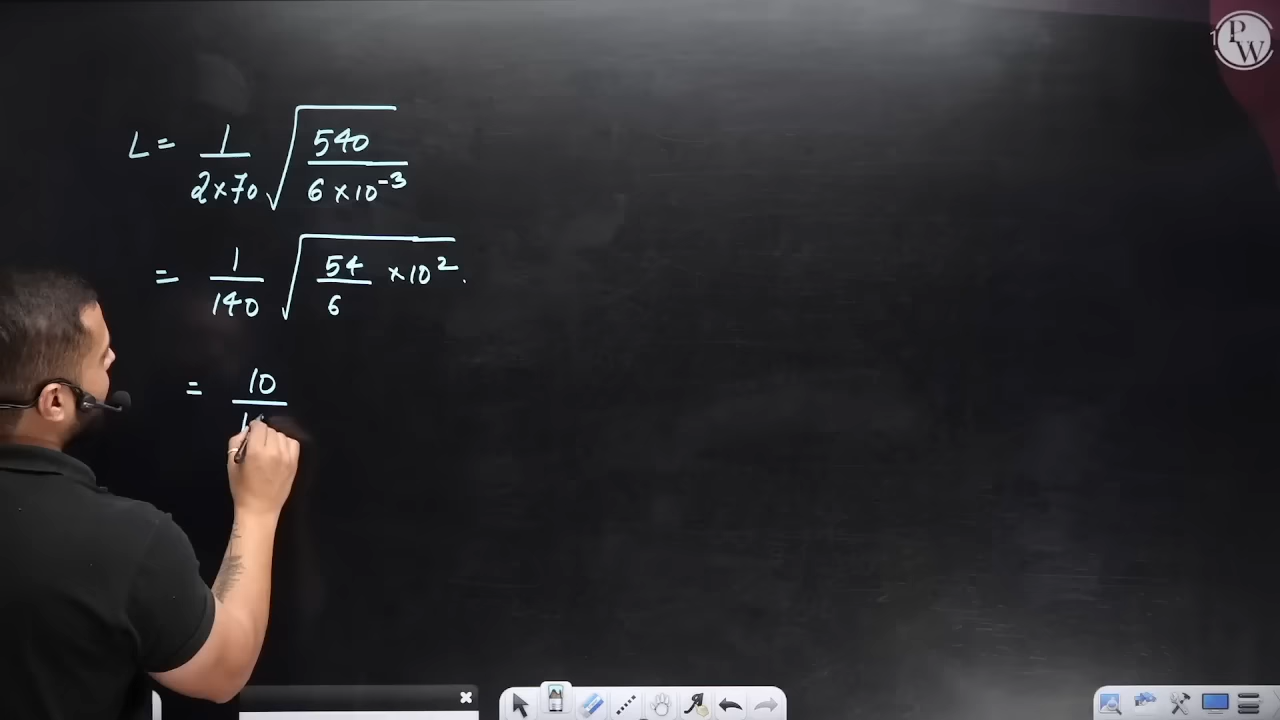 PW
L = 1/(2×70) √(540/(6×10⁻³))
= 1/140 √(54/6 ×10²).
= 10/